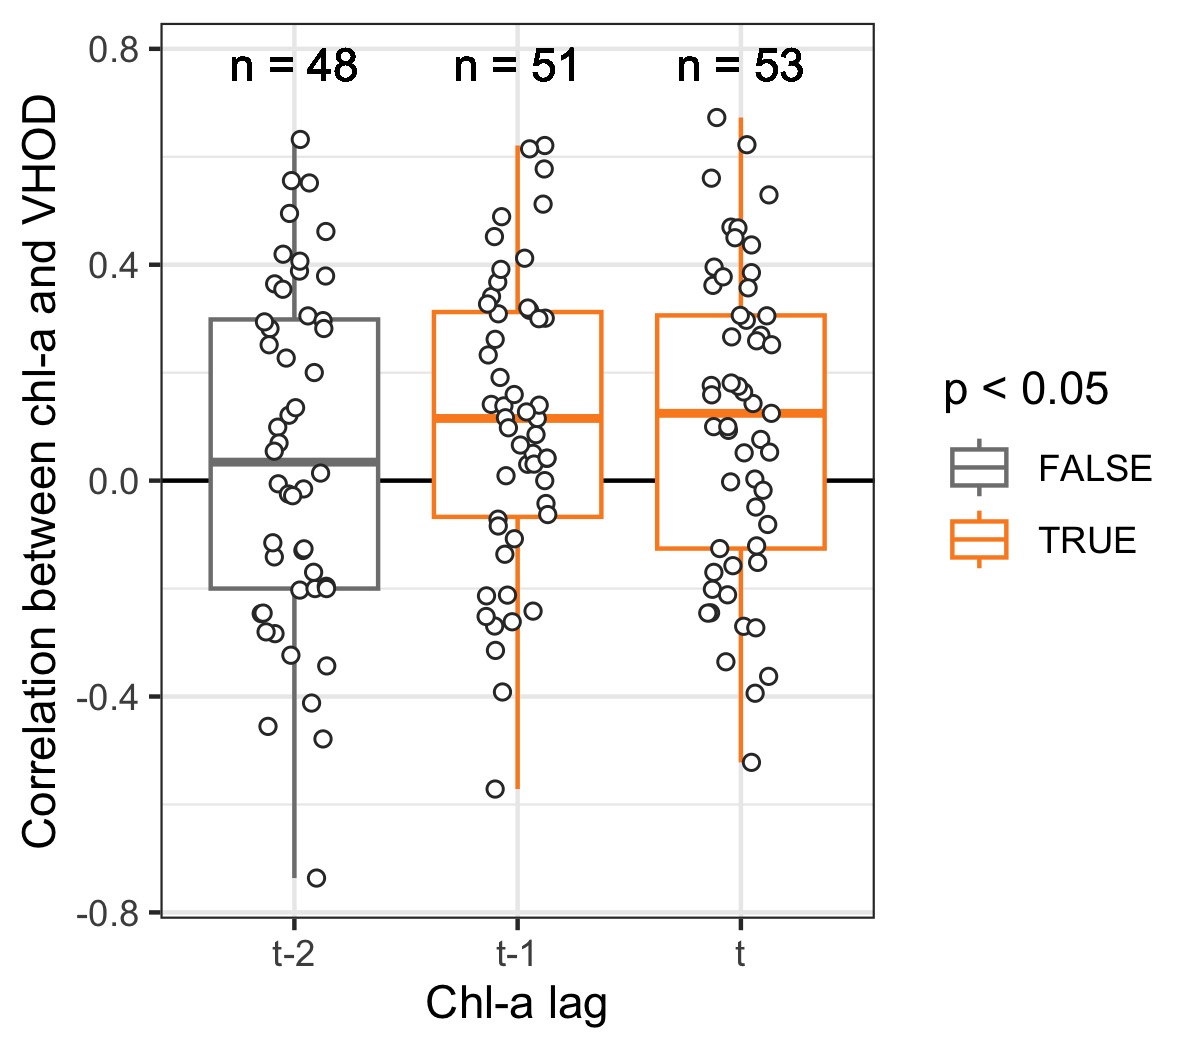 n = 48
n = 51
n = 53
0.8
0.4
0.0
-0.4
-0.8
Correlation between chl-a and VHOD
t-2
t-1
t
Chl-a lag
p < 0.05
FALSE
TRUE